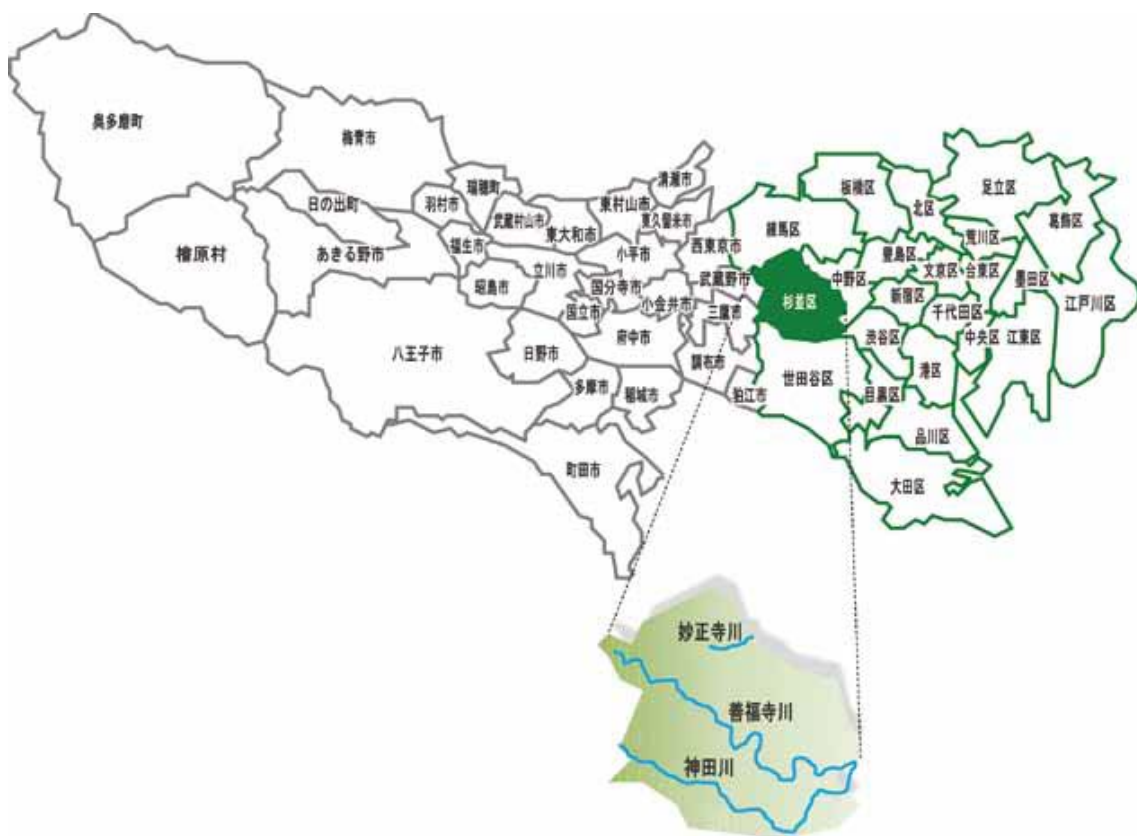 奥多摩町
梅青市
瑞穂町
清瀬市
板橋区
足立区
日の出町
羽村市
武蔵村山市
東村山市
東久留米市
北区
葛飾区
檜原村
あきる野市
福生市
東大和市
小平市
西東京市
練馬区
荒川区
豊島区
文京区
台東区
昭島市
立川市
国分寺市
武蔵野市
中野区
墨田区
小金井市
杉並区
新宿区
千代田区
江戸川区
国立市
三鷹市
渋谷区
中央区
江東区
八王子市
日野市
府中市
調布市
世田谷区
港区
多摩市
稲城市
狛江市
目黒区
品川区
町田市
大田区
妙正寺川
善福寺川
神田川